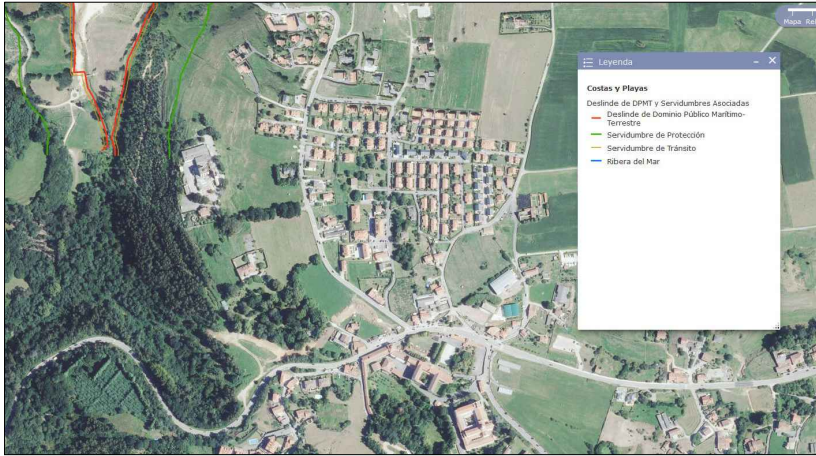 Mapa
Leyenda
Costas y Playas
Deslinde de DPMT y Servidumbres Asociadas
Deslinde de Dominio Público Marítimo-
Terrestre
Servidumbre de Protección
Servidumbre de Tránsito
Ribera del Mar